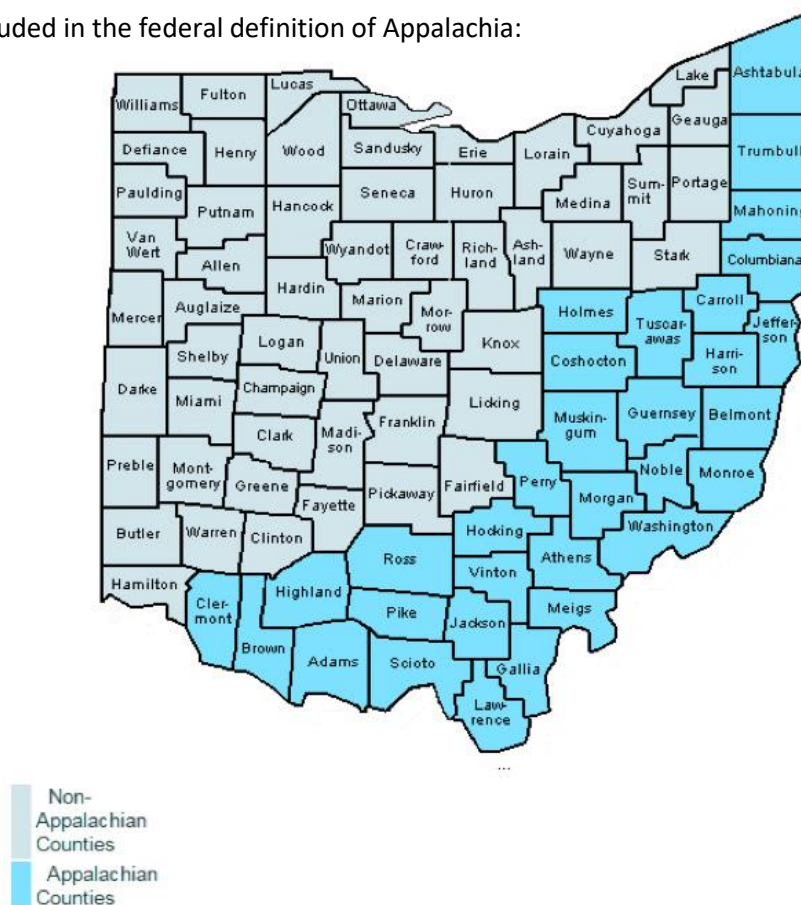 uded in the federal definition of Appalachia:
Lake
Ashtabula
Williams
Fulton
Lucas
Ottawa
Geauga
Cuyahoga
Defiance
Henry
Wood
Sandusky
Erie
Lorain
Trumbull
Paulding
Putnam
Hancock
Seneca
Huron
Medina
Sum-
mit
Portage
Mahoning
Van
Wert
Allen
Wyandot
Craw-
ford
Rich-
land
Ash-
land
Wayne
Stark
Columbiana
Mercer
Auglaize
Hardin
Marion
Mor-
row
Holmes
Tuscar-
awas
Carroll
Jeffer-
son
Shelby
Logan
Union
Delaware
Knox
Coshocton
Harri-
son
Darke
Miami
Champaign
Licking
Clark
Madi-
son
Franklin
Muskin-
gum
Guernsey
Belmont
Preble
Mont-
gomery
Greene
Fayette
Pickaway
Fairfield
Perry
Morgan
Noble
Monroe
Butler
Warren
Clinton
Ross
Hocking
Athens
Washington
Hamilton
Cler-
mont
Highland
Pike
Vinton
Meigs
Brown
Adams
Scioto
Jackson
Gallia
Law-
rence
...
Non-
Appalachian
Counties
Appalachian
Counties